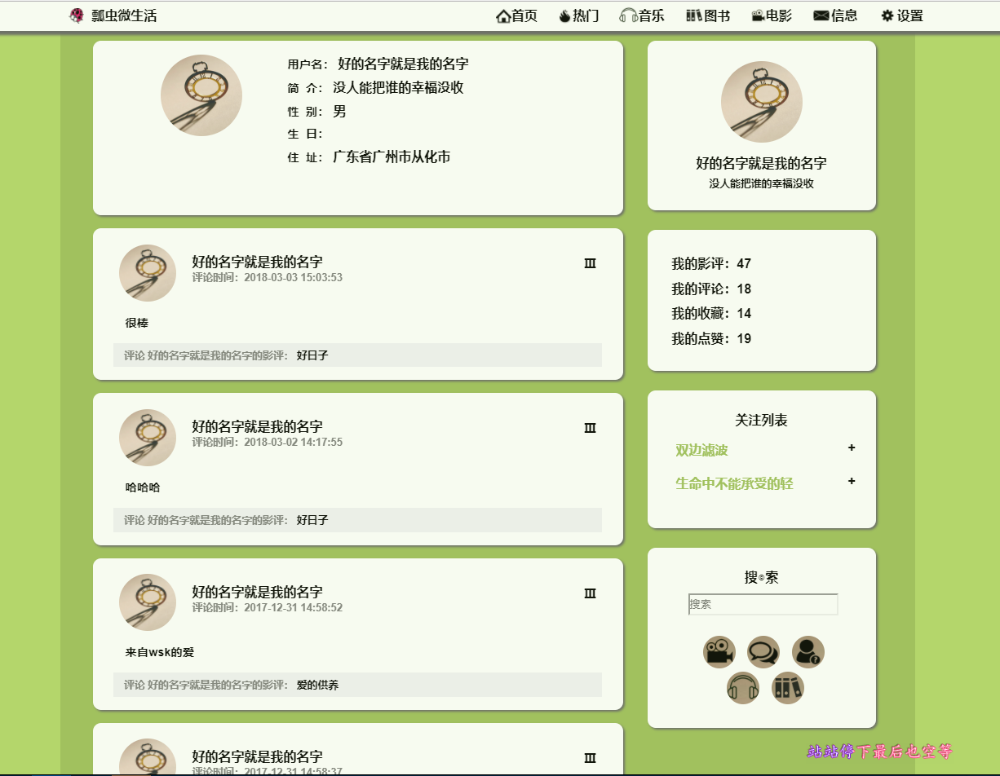 瓢虫微生活 首页 热门 音乐 图书 电影 信息 设置
用户名： 好的名字就是我的名字
简 介： 没人能把谁的幸福没收
性 别： 男
生 日：
住 址： 广东省广州市从化市
好的名字就是我的名字
评论时间：2018-03-03 15:03:53
很棒
评论 好的名字就是我的名字的影评： 好日子
好的名字就是我的名字
评论时间：2018-03-02 14:17:55
哈哈哈
评论 好的名字就是我的名字的影评： 好日子
好的名字就是我的名字
评论时间：2017-12-31 14:58:52
来自wsk的爱
评论 好的名字就是我的名字的影评： 爱的供养
好的名字就是我的名字
评论时间：2017-12-31 14:58:37
好的名字就是我的名字
没人能把谁的幸福没收
我的影评：47
我的评论：18
我的收藏：14
我的点赞：19
关注列表
双边滤波 +
生命中不能承受的轻 +
搜索
搜索
站站停下最后也空等